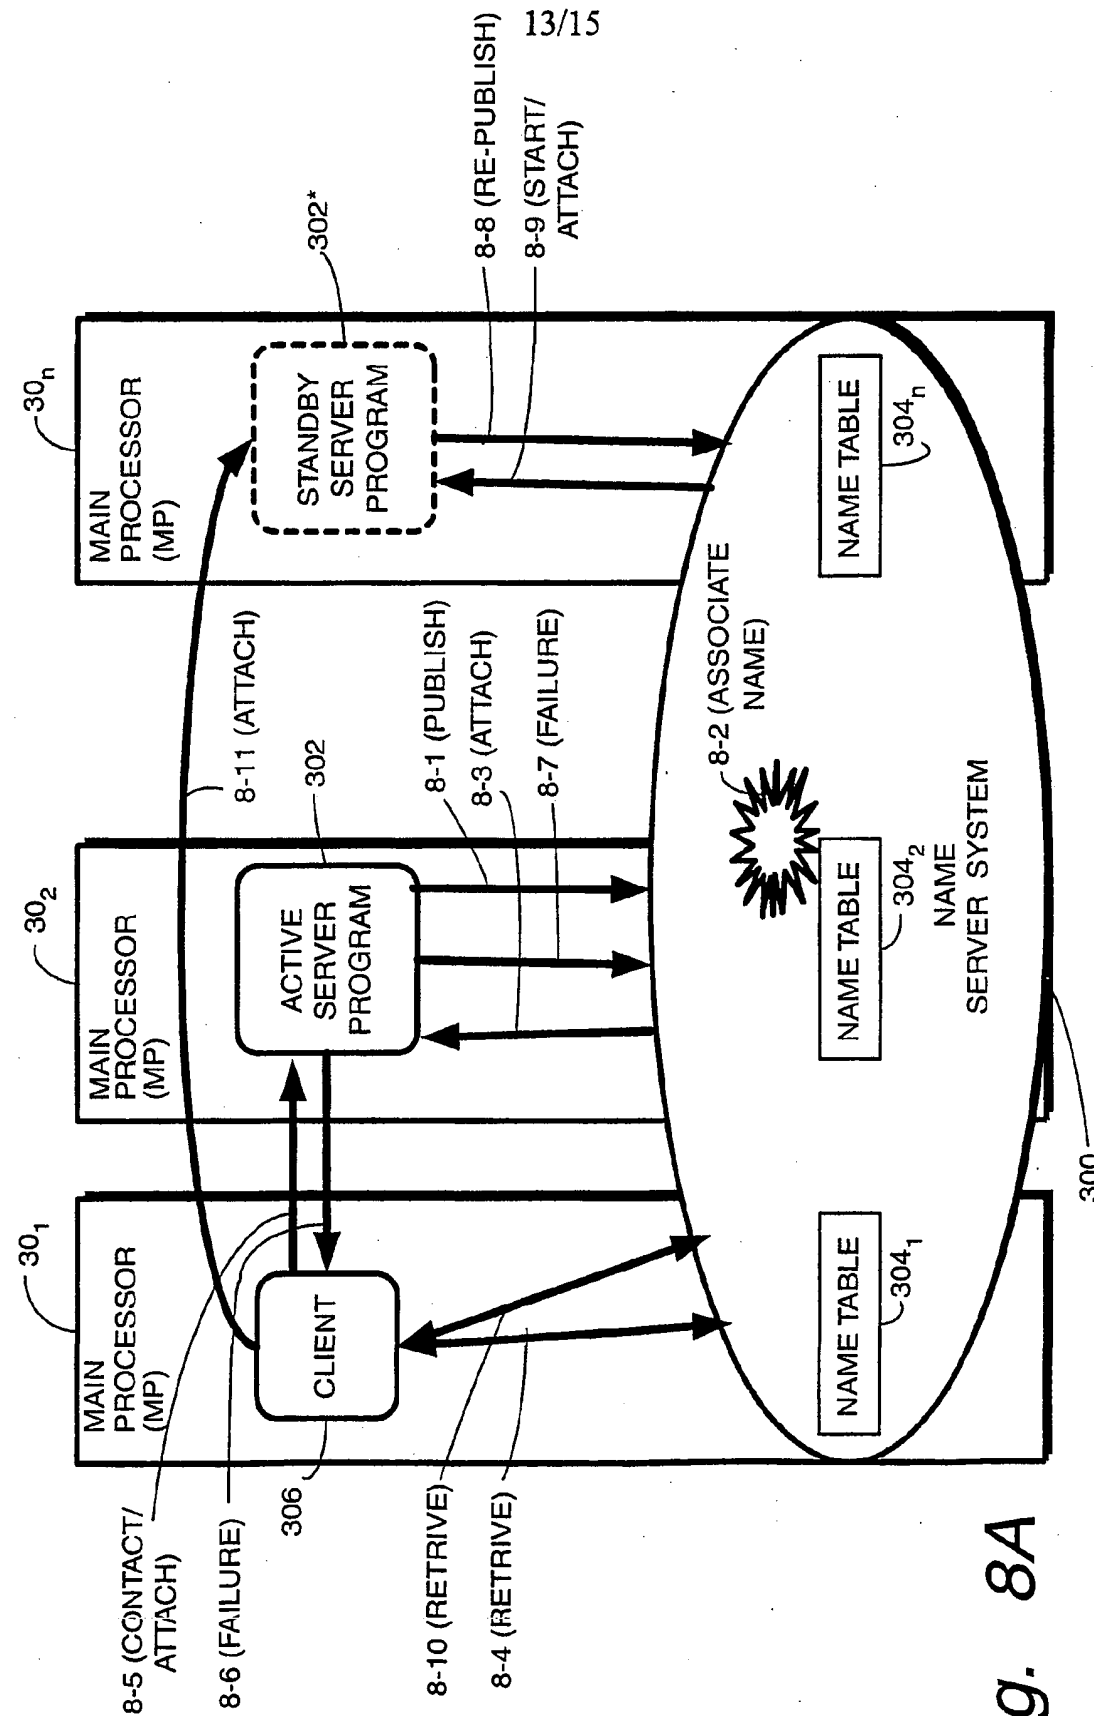 13/15
30₁
30₂
30ₙ
MAIN
PROCESSOR
(MP)
MAIN
PROCESSOR
(MP)
MAIN
PROCESSOR
(MP)
8-11 (ATTACH)
8-5 (CONTACT/
ATTACH)
8-6 (FAILURE)
306
CLIENT
302
ACTIVE
SERVER
PROGRAM
302*
STANDBY
SERVER
PROGRAM
8-10 (RETRIVE)
8-4 (RETRIVE)
8-1 (PUBLISH)
8-3 (ATTACH)
8-7 (FAILURE)
8-8 (RE-PUBLISH)
8-9 (START/
ATTACH)
8-2 (ASSOCIATE
NAME)
NAME TABLE
304₁
NAME TABLE
304₂
NAME TABLE
304ₙ
NAME
SERVER SYSTEM
300
g. 8A